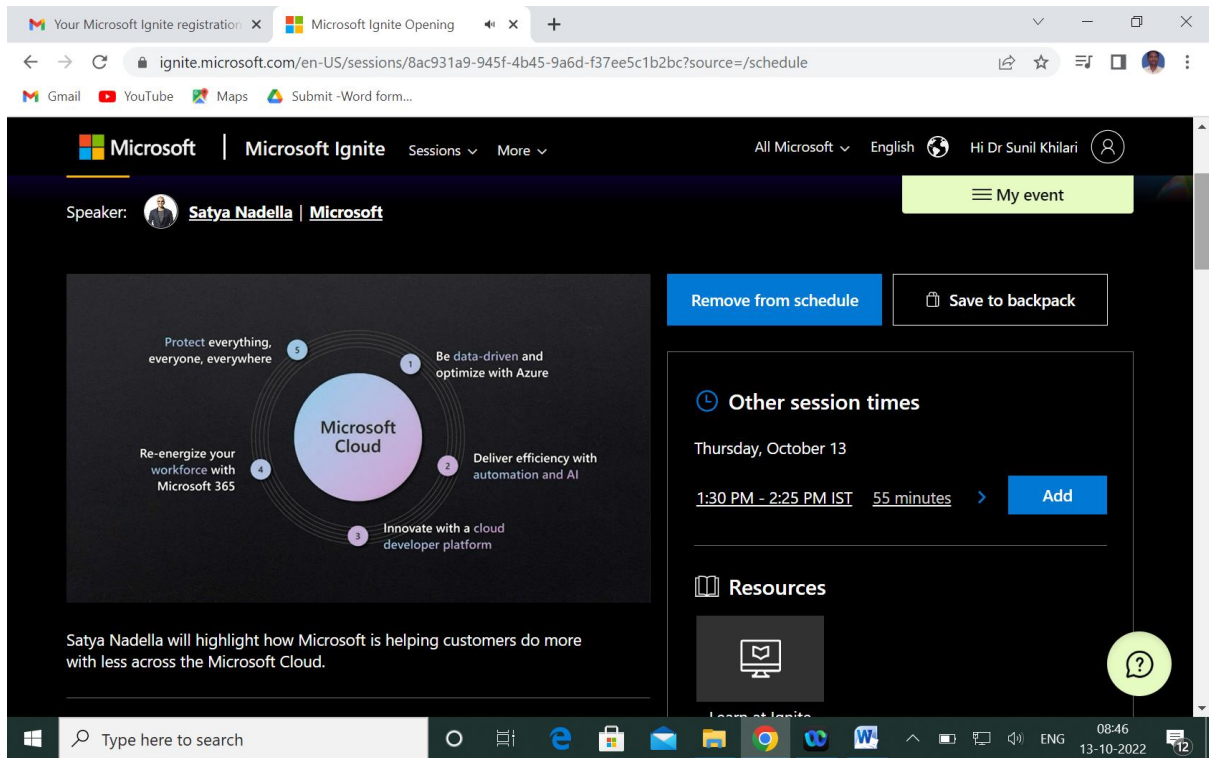 Your Microsoft Ignite registration
Microsoft Ignite Opening
ignite.microsoft.com/en-US/sessions/8ac931a9-945f-4b45-9a6d-f37ee5c1b2bc?source=/schedule
Gmail YouTube Maps Submit -Word form...
Microsoft | Microsoft Ignite Sessions More All Microsoft English Hi Dr Sunil Khilari
My event
Speaker: Satya Nadella | Microsoft
Remove from schedule
Save to backpack
Protect everything,
everyone, everywhere
5
1
Be data-driven and
optimize with Azure
Microsoft
Cloud
2
Deliver efficiency with
automation and AI
3
Innovate with a cloud
developer platform
4
Re-energize your
workforce with
Microsoft 365
Satya Nadella will highlight how Microsoft is helping customers do more
with less across the Microsoft Cloud.
Other session times
Thursday, October 13
1:30 PM - 2:25 PM IST 55 minutes Add
Resources
Learn at Ignite
Type here to search
ENG
08:46
13-10-2022
12